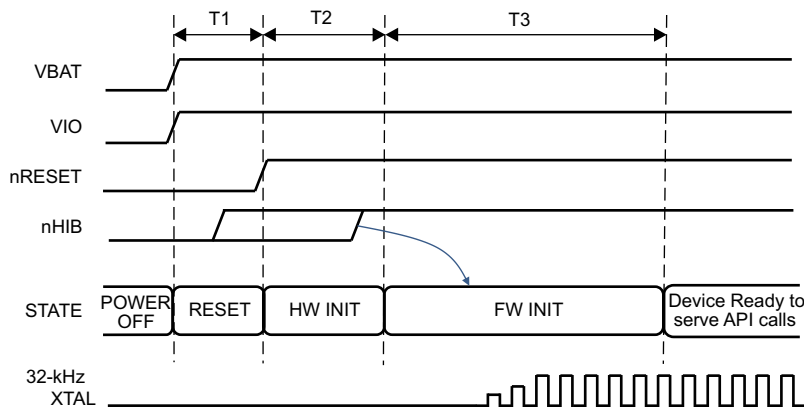 T1 T2 T3
VBAT
VIO
nRESET
nHIB
STATE
POWER
OFF
RESET
HW INIT
FW INIT
Device Ready to
serve API calls
32-kHz
XTAL